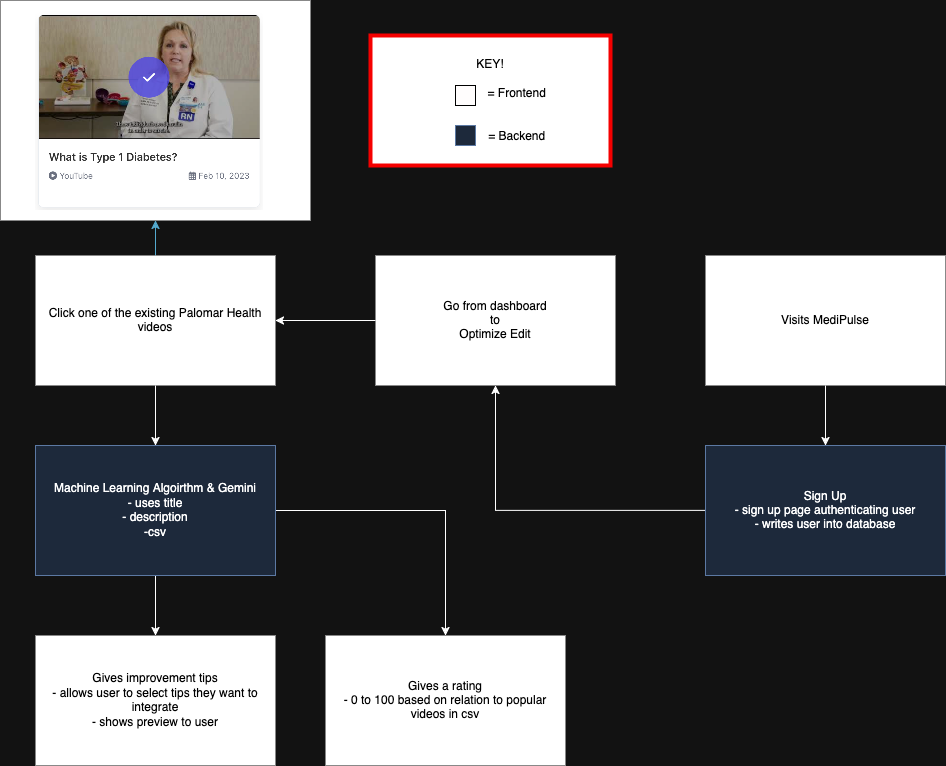 RN
What is Type 1 Diabetes?
YouTube
Feb 10, 2023
KEY!
= Frontend
= Backend
Click one of the existing Palomar Health
videos
Go from dashboard
to
Optimize Edit
Visits MediPulse
Machine Learning Algoirthm & Gemini
- uses title
- description
-csv
Sign Up
- sign up page authenticating user
- writes user into database
Gives improvement tips
- allows user to select tips they want to
integrate
- shows preview to user
Gives a rating
- 0 to 100 based on relation to popular
videos in csv